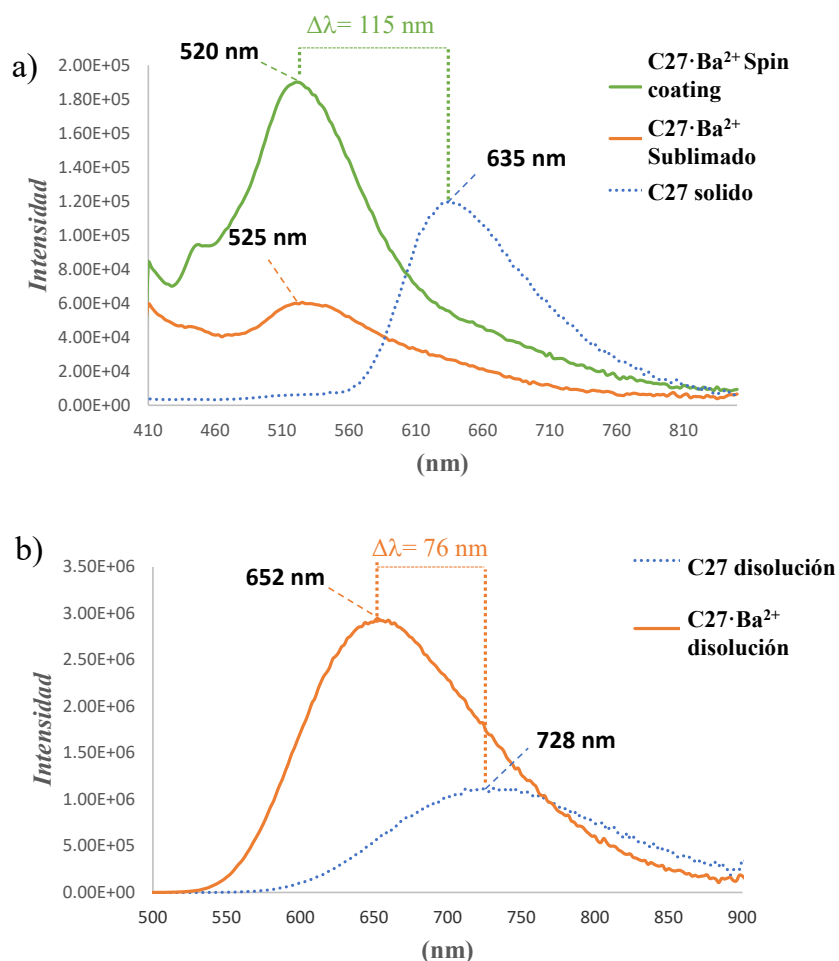 a)
Δλ= 115 nm
520 nm
635 nm
525 nm
C27·Ba²⁺ Spin
coating
C27·Ba²⁺
Sublimado
C27 solido
Intensidad
2.00E+05
1.80E+05
1.60E+05
1.40E+05
1.20E+05
1.00E+05
8.00E+04
6.00E+04
4.00E+04
2.00E+04
0.00E+00
410 460 510 560 610 660 710 760 810
(nm)
b)
Δλ= 76 nm
652 nm
728 nm
C27 disolución
C27·Ba²⁺
disolución
Intensidad
3.50E+06
3.00E+06
2.50E+06
2.00E+06
1.50E+06
1.00E+06
5.00E+05
0.00E+00
500 550 600 650 700 750 800 850 900
(nm)